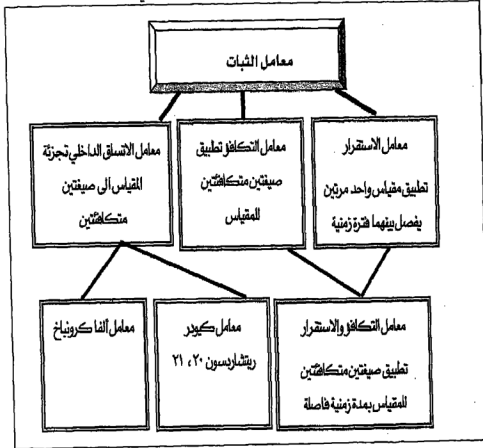 معامل الثبات
معامل الاستقرار
تطبيق مقياس واحد مرتين
يفصل بينهما فترة زمنية
معامل التكافؤ تطبيق
صيغتين متكافئتين
للمقياس
معامل الاتساق الداخلي تجزئة
المقياس الى صيغتين
متكافئتين
معامل التكافؤ والاستقرار
تطبيق صيغتين متكافئتين
للمقياس بمدة زمنية فاصلة
معامل كيودر
ريتشاردسون ٢٠، ٢١
معامل ألفا كرونباخ